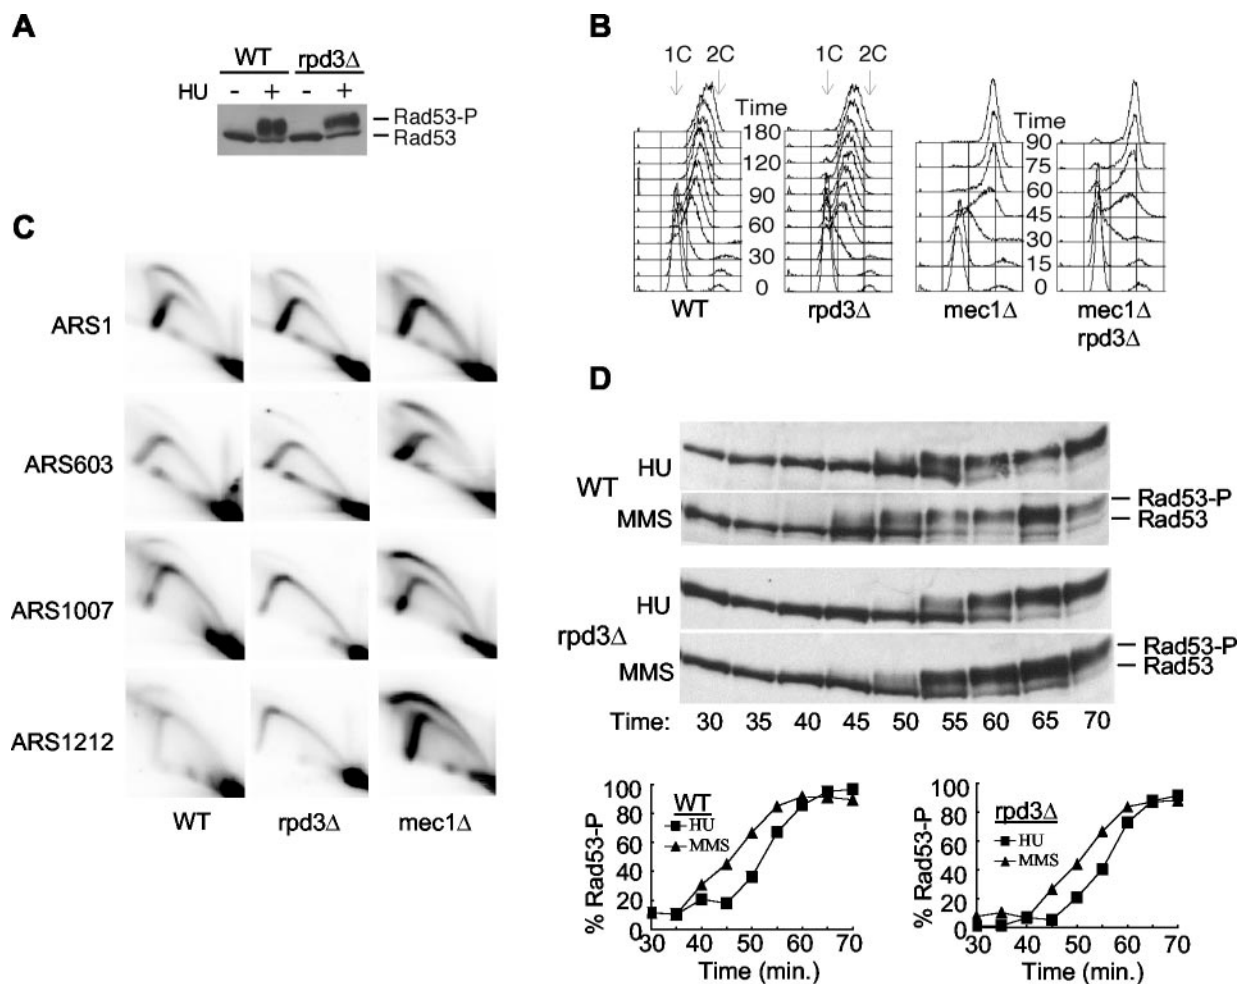 A
WT rpd3Δ
HU - + - +
Rad53-P
Rad53
B
1C 2C 1C 2C
Time
180
120
90
60
30
0
Time
90
75
60
45
30
15
0
WT rpd3Δ mec1Δ mec1Δ
rpd3Δ
C
ARS1
ARS603
ARS1007
ARS1212
WT rpd3Δ mec1Δ
D
WT
HU
MMS
Rad53-P
Rad53
rpd3Δ
HU
MMS
Rad53-P
Rad53
Time: 30 35 40 45 50 55 60 65 70
% Rad53-P
100
80
60
40
20
0
WT
HU
MMS
30 40 50 60 70
Time (min.)
% Rad53-P
100
80
60
40
20
0
rpd3Δ
HU
MMS
30 40 50 60 70
Time (min.)